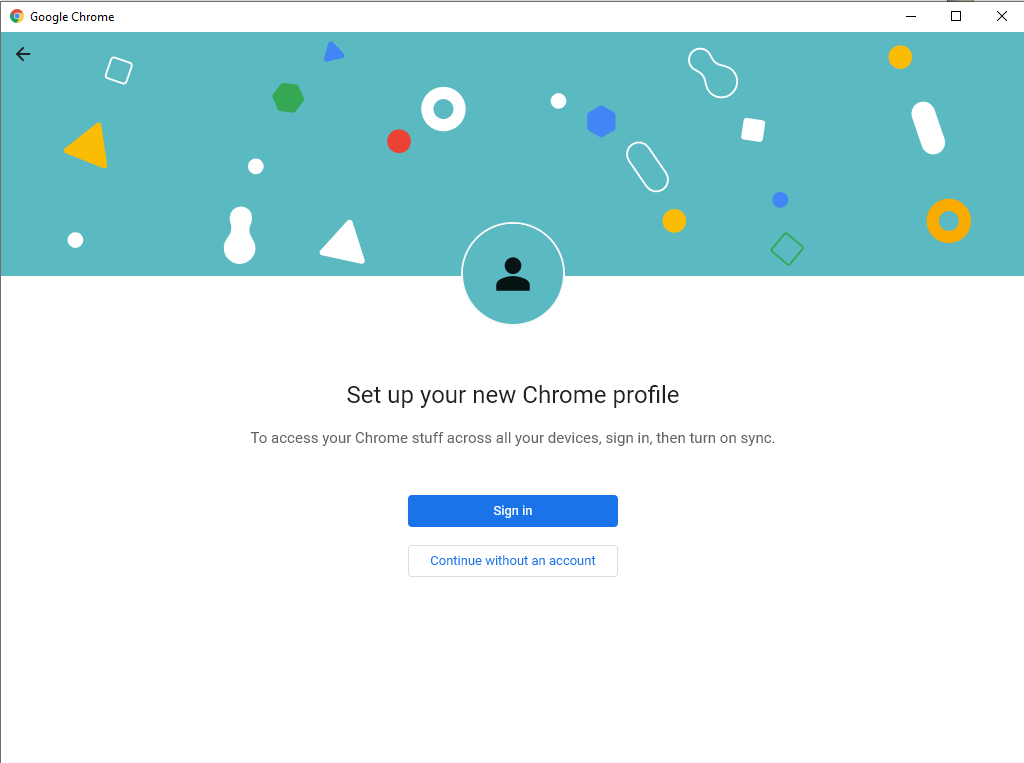 Google Chrome
Set up your new Chrome profile
To access your Chrome stuff across all your devices, sign in, then turn on sync.
Sign in
Continue without an account